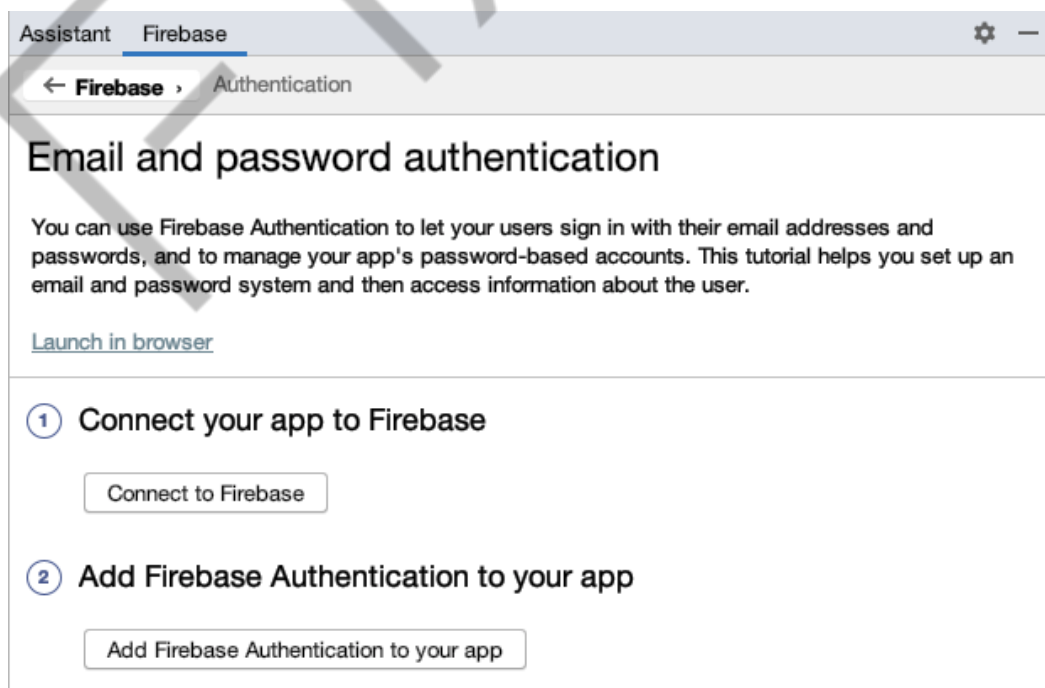 Assistant Firebase
← Firebase › Authentication
Email and password authentication
You can use Firebase Authentication to let your users sign in with their email addresses and
passwords, and to manage your app's password-based accounts. This tutorial helps you set up an
email and password system and then access information about the user.
Launch in browser
1 Connect your app to Firebase
Connect to Firebase
2 Add Firebase Authentication to your app
Add Firebase Authentication to your app